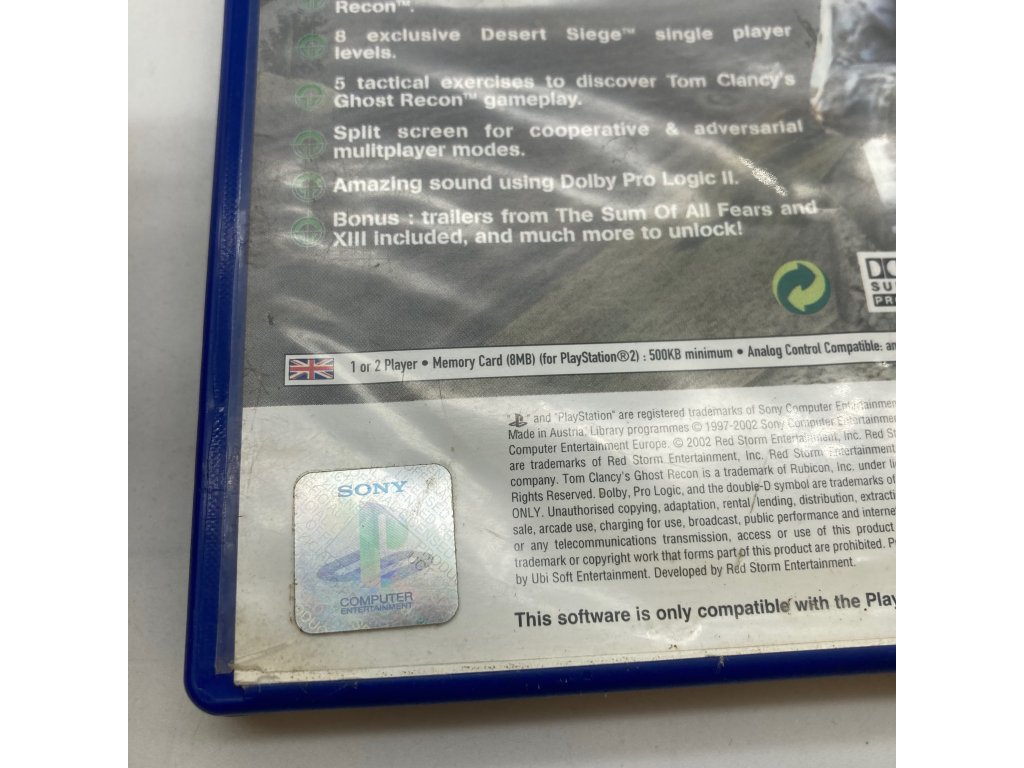 Recon™.
8 exclusive Desert Siege™ single player
levels.
5 tactical exercises to discover Tom Clancy's
Ghost Recon™ gameplay.
Split screen for cooperative & adversarial
mulitplayer modes.
Amazing sound using Dolby Pro Logic II.
Bonus : trailers from The Sum Of All Fears and
XIII included, and much more to unlock!
1 or 2 Player • Memory Card (8MB) (for PlayStation®2) : 500KB minimum • Analog Control Compatible:
" " and "PlayStation" are registered trademarks of Sony Computer
Made in Austria. Library programmes © 1997-2002 Sony Computer
Computer Entertainment Europe. © 2002 Red Storm Entertainment, Inc. Red
are trademarks of Red Storm Entertainment, Inc. Red Storm Entertainment
company. Tom Clancy's Ghost Recon is a trademark of Rubicon, Inc. under
Rights Reserved. Dolby, Pro Logic, and the double-D symbol are trademarks of
ONLY. Unauthorised copying, adaptation, rental, lending, distribution,
sale, arcade use, charging for use, broadcast, public performance and
or any telecommunications transmission, access or use of this product
trademark or copyright work that forms part of this product are prohibited.
by Ubi Soft Entertainment. Developed by Red Storm Entertainment.
This software is only compatible with the
SONY
COMPUTER
ENTERTAINMENT